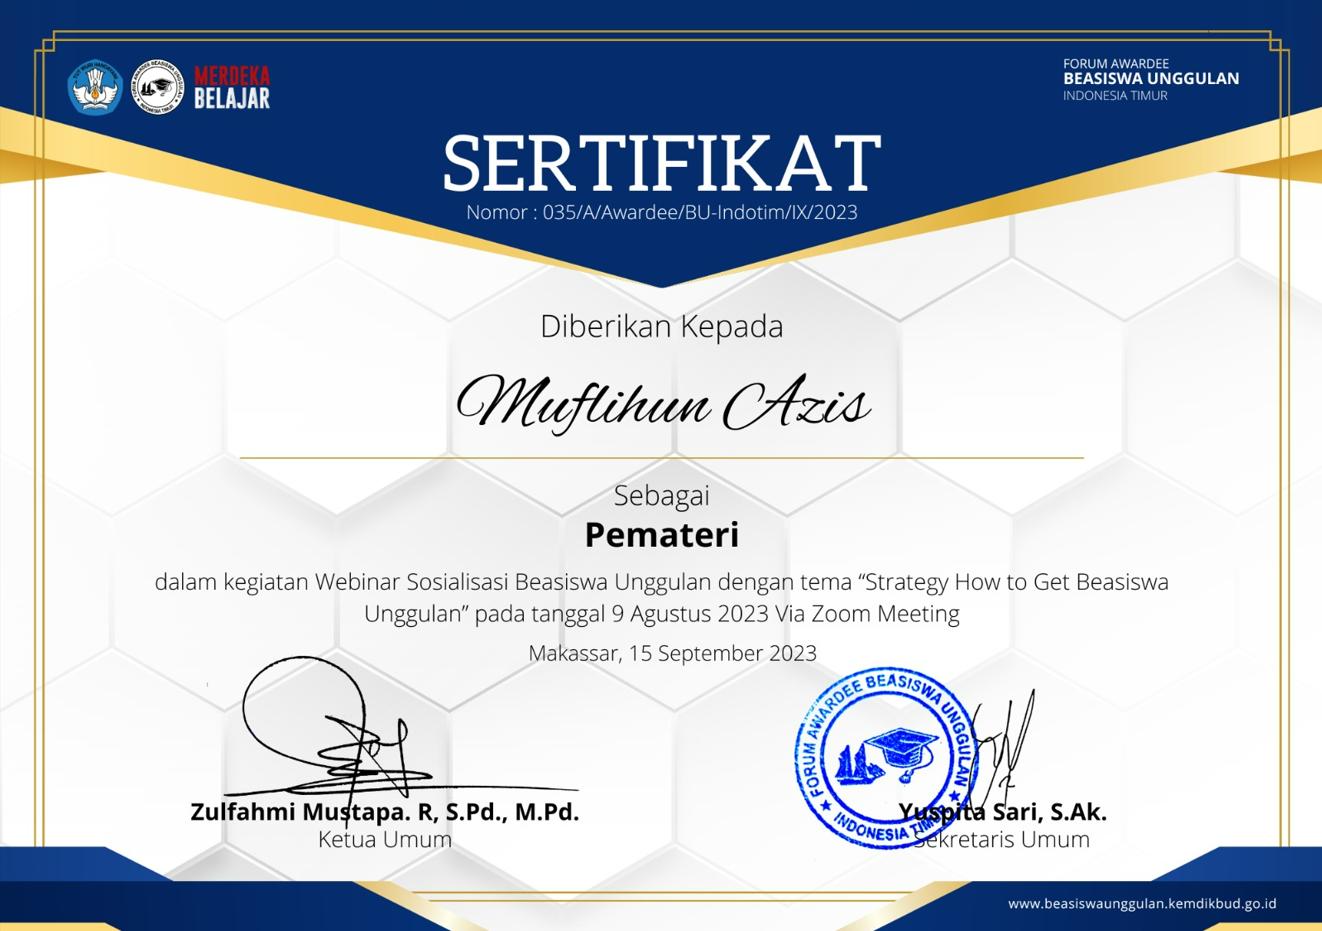 MERDEKA
BELAJAR
FORUM AWARDEE
BEASISWA UNGGULAN
INDONESIA TIMUR
SERTIFIKAT
Nomor : 035/A/Awardee/BU-Indotim/IX/2023
Diberikan Kepada
Muflihun Azis
Sebagai
Pemateri
dalam kegiatan Webinar Sosialisasi Beasiswa Unggulan dengan tema “Strategy How to Get Beasiswa
Unggulan” pada tanggal 9 Agustus 2023 Via Zoom Meeting
Makassar, 15 September 2023
FORUM AWARDEE BEASISWA UNGGULAN
INDONESIA TIMUR
Zulfahmi Mustapa. R, S.Pd., M.Pd.
Ketua Umum
Yuspita Sari, S.Ak.
Sekretaris Umum
www.beasiswaunggulan.kemdikbud.go.id